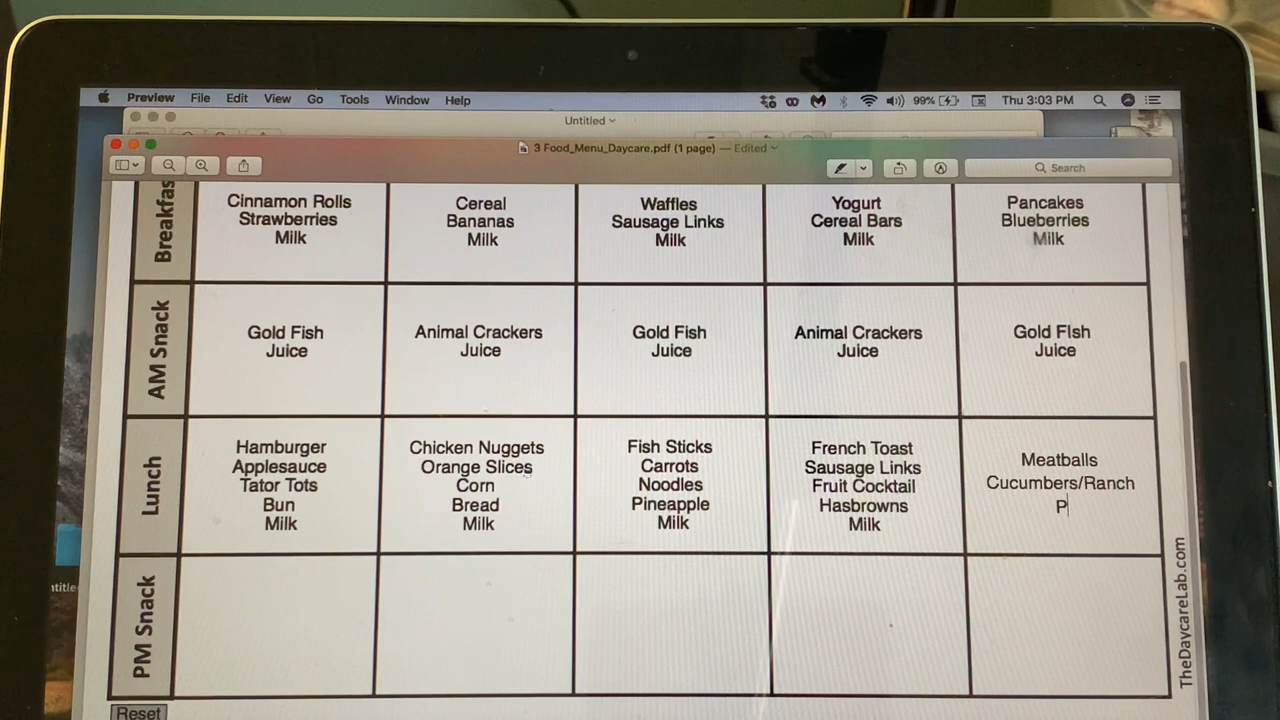 Preview File Edit View Go Tools Window Help 99% Thu 3:03 PM
Untitled
3 Food_Menu_Daycare.pdf (1 page) — Edited
Search
Breakfas
Cinnamon Rolls
Strawberries
Milk
Cereal
Bananas
Milk
Waffles
Sausage Links
Milk
Yogurt
Cereal Bars
Milk
Pancakes
Blueberries
Milk
AM Snack
Gold Fish
Juice
Animal Crackers
Juice
Gold Fish
Juice
Animal Crackers
Juice
Gold FIsh
Juice
Lunch
Hamburger
Applesauce
Tator Tots
Bun
Milk
Chicken Nuggets
Orange Slices
Corn
Bread
Milk
Fish Sticks
Carrots
Noodles
Pineapple
Milk
French Toast
Sausage Links
Fruit Cocktail
Hasbrowns
Milk
Meatballs
Cucumbers/Ranch
P
PM Snack
TheDaycareLab.com
Reset